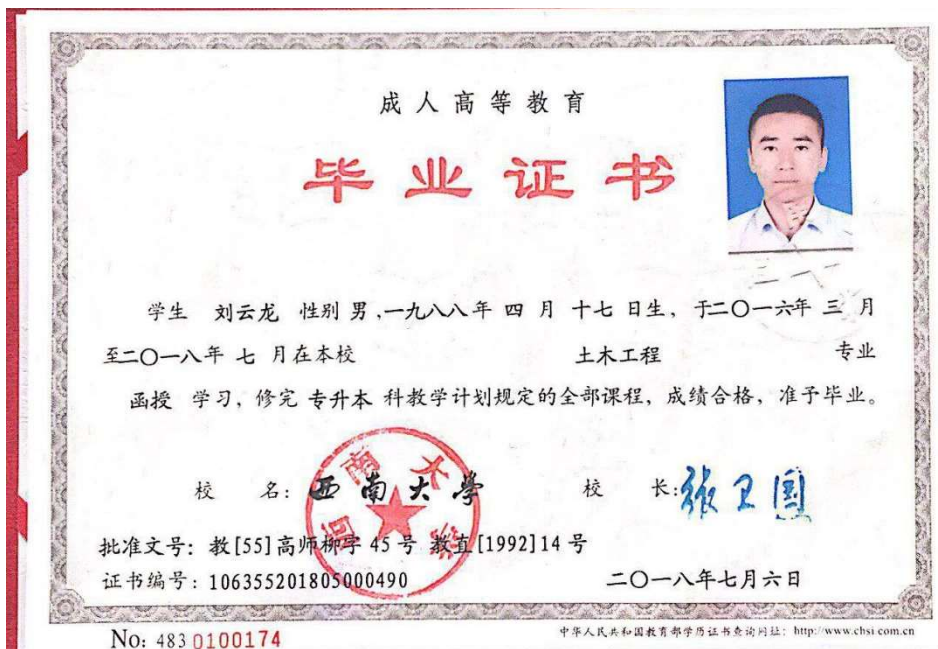 成人高等教育
毕业证书
学生 刘云龙 性别 男,一九八八年 四 月 十七 日生, 于二〇一六年 三 月
至二〇一八年 七 月在本校 土木工程 专业
函授 学习, 修完 专升本 科教学计划规定的全部课程, 成绩合格, 准予毕业。
校 名: 西南大学 校 长: 张卫国
西南大学
批准文号: 教[55]高师柳字 45 号 教直[1992]14 号
证书编号: 106355201805000490 二〇一八年七月六日
No: 483 0100174 中华人民共和国教育部学历证书查询网址: http://www.chsi.com.cn